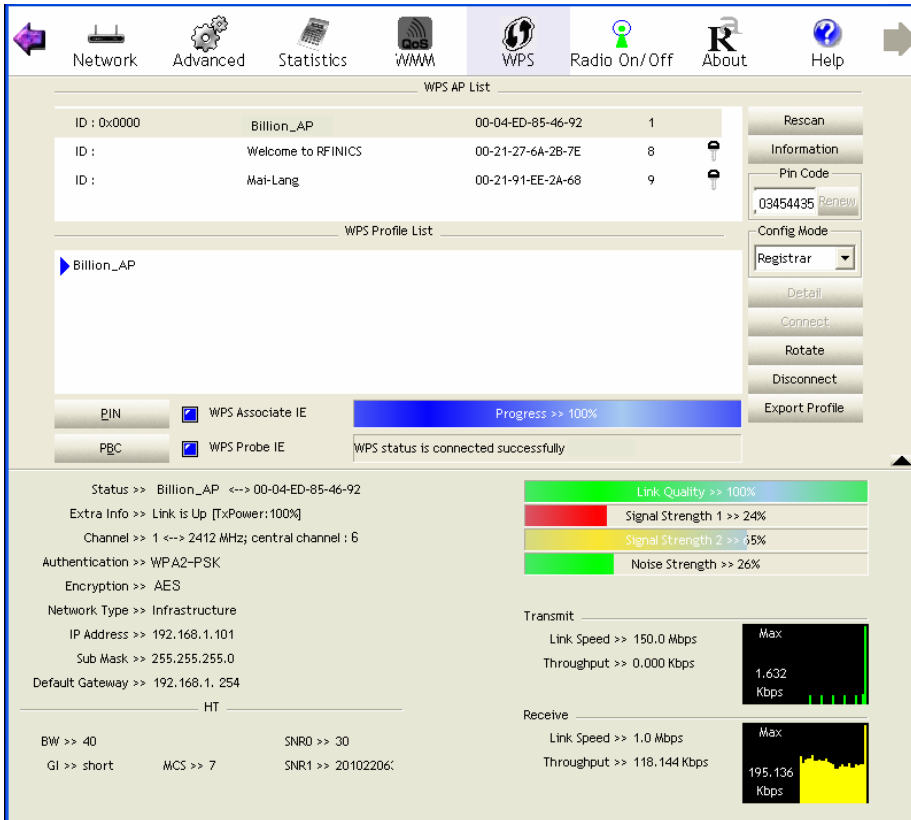 Network Advanced Statistics QoS WMM WPS Radio On/Off R About Help
WPS AP List
ID : 0x0000 Billion_AP 00-04-ED-85-46-92 1
ID : Welcome to RFINICS 00-21-27-6A-2B-7E 8
ID : Mai-Lang 00-21-91-EE-2A-68 9
Rescan
Information
Pin Code
03454435 Renew
Config Mode
Registrar
Detail
Connect
Rotate
Disconnect
Export Profile
WPS Profile List
Billion_AP
PIN WPS Associate IE Progress >> 100%
PBC WPS Probe IE WPS status is connected successfully
Status >> Billion_AP <--> 00-04-ED-85-46-92
Extra Info >> Link is Up [TxPower:100%]
Channel >> 1 <--> 2412 MHz; central channel : 6
Authentication >> WPA2-PSK
Encryption >> AES
Network Type >> Infrastructure
IP Address >> 192.168.1.101
Sub Mask >> 255.255.255.0
Default Gateway >> 192.168.1. 254
HT
BW >> 40 SNR0 >> 30
GI >> short MCS >> 7 SNR1 >> 20102206:
Link Quality >> 100%
Signal Strength 1 >> 24%
Signal Strength 2 >> 65%
Noise Strength >> 26%
Transmit
Link Speed >> 150.0 Mbps
Throughput >> 0.000 Kbps
Max
1.632
Kbps
Receive
Link Speed >> 1.0 Mbps
Throughput >> 118.144 Kbps
Max
195.136
Kbps